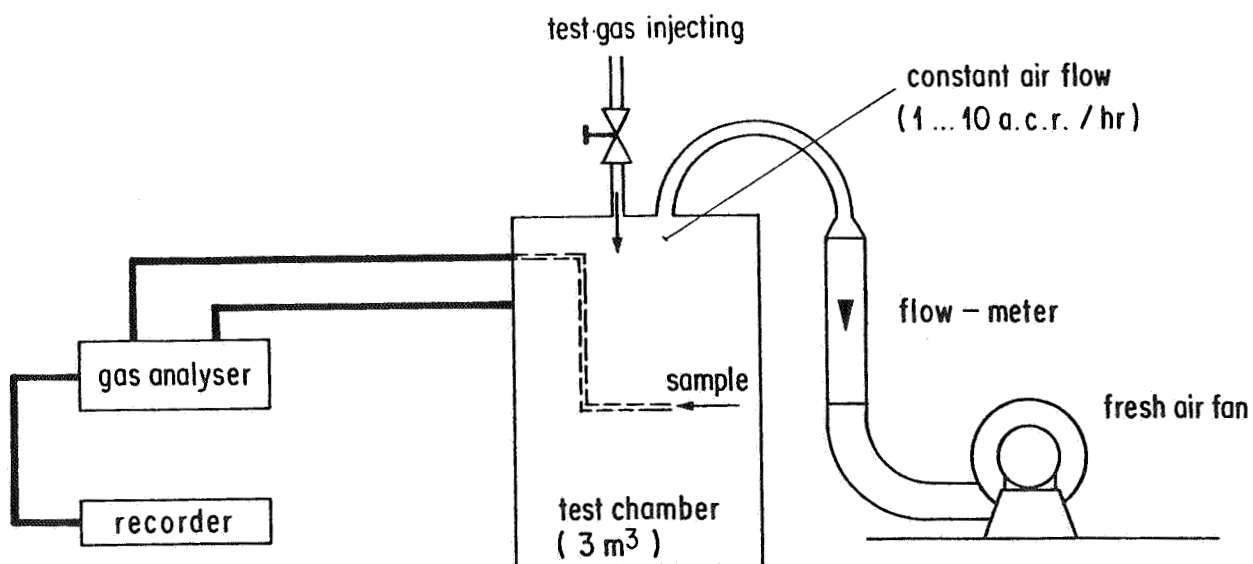 test gas injecting
constant air flow
(1 ... 10 a.c.r. / hr)
flow - meter
gas analyser
sample
fresh air fan
recorder
test chamber
( 3 m³ )